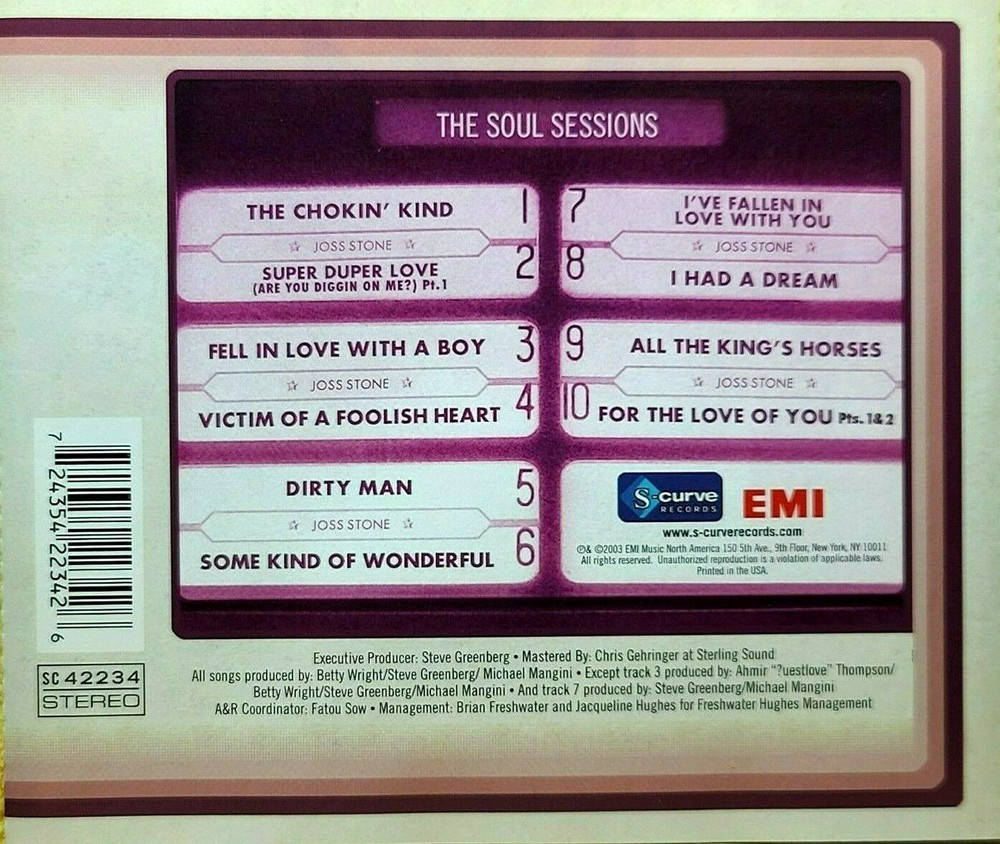 THE SOUL SESSIONS
THE CHOKIN' KIND 1
☆ JOSS STONE ☆
SUPER DUPER LOVE 2
(ARE YOU DIGGIN ON ME?) Pt.1
FELL IN LOVE WITH A BOY 3
☆ JOSS STONE ☆
VICTIM OF A FOOLISH HEART 4
DIRTY MAN 5
☆ JOSS STONE ☆
SOME KIND OF WONDERFUL 6
7 I'VE FALLEN IN
LOVE WITH YOU
☆ JOSS STONE ☆
8 I HAD A DREAM
9 ALL THE KING'S HORSES
☆ JOSS STONE ☆
10 FOR THE LOVE OF YOU Pts. 1&2
S-curve EMI
RECORDS
www.s-curverecords.com
℗& ©2003 EMI Music North America 150 5th Ave., 9th Floor, New York, NY 10011
All rights reserved. Unauthorized reproduction is a violation of applicable laws.
Printed in the USA.
7 24354 22342 6
SC 42234
STEREO
Executive Producer: Steve Greenberg • Mastered By: Chris Gehringer at Sterling Sound
All songs produced by: Betty Wright/Steve Greenberg/ Michael Mangini • Except track 3 produced by: Ahmir "?uestlove" Thompson/
Betty Wright/Steve Greenberg/Michael Mangini • And track 7 produced by: Steve Greenberg/Michael Mangini
A&R Coordinator: Fatou Sow • Management: Brian Freshwater and Jacqueline Hughes for Freshwater Hughes Management